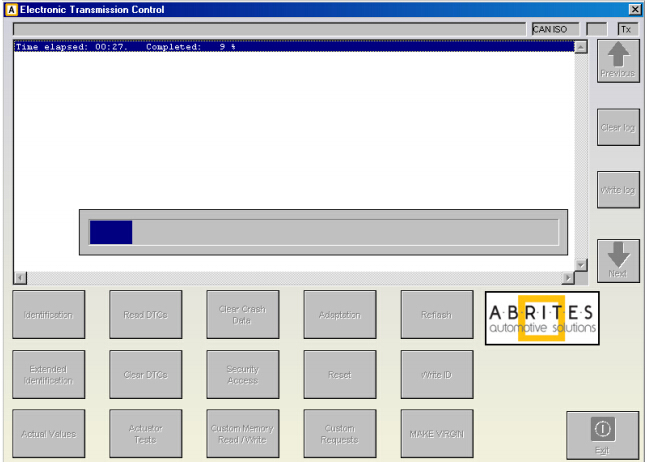 A Electronic Transmission Control
CAN ISO Tx
Time elapsed: 00:27. Completed: 9 %
Previous
Clear log
Write log
Next
Identification Read DTCs Clear Crash Data Adaptation Reflash
A·B·R·I·T·E·S
automotive solutions
Extended Identification Clear DTCs Security Access Reset Write ID
Actual Values Actuator Tests Custom Memory Read / Write Custom Requests MAKE VIRGIN
Exit